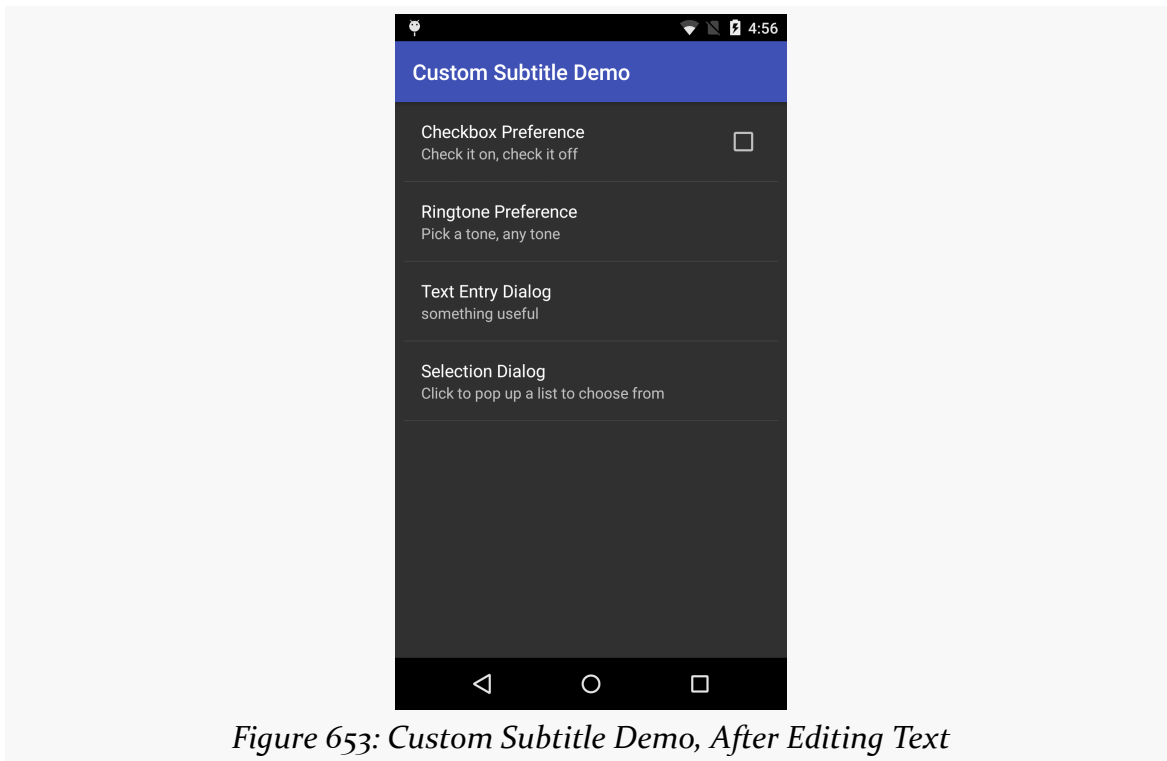 4:56
Custom Subtitle Demo
Checkbox Preference
Check it on, check it off
Ringtone Preference
Pick a tone, any tone
Text Entry Dialog
something useful
Selection Dialog
Click to pop up a list to choose from
Figure 653: Custom Subtitle Demo, After Editing Text